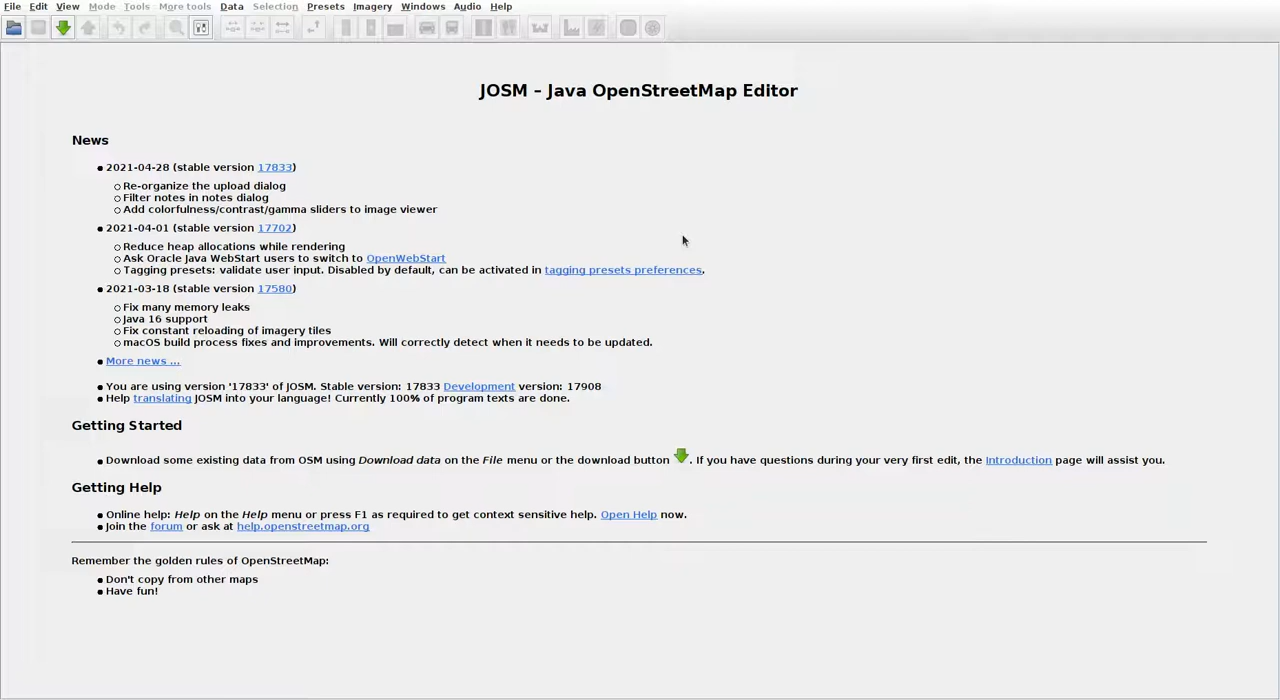 File Edit View Mode Tools More tools Data Selection Presets Imagery Windows Audio Help
JOSM – Java OpenStreetMap Editor
News
2021-04-28 (stable version 17833)
Re-organize the upload dialog
Filter notes in notes dialog
Add colorfulness/contrast/gamma sliders to image viewer
2021-04-01 (stable version 17702)
Reduce heap allocations while rendering
Ask Oracle Java WebStart users to switch to OpenWebStart
Tagging presets: validate user input. Disabled by default, can be activated in tagging presets preferences.
2021-03-18 (stable version 17580)
Fix many memory leaks
Java 16 support
Fix constant reloading of imagery tiles
macOS build process fixes and improvements. Will correctly detect when it needs to be updated.
More news ...
You are using version '17833' of JOSM. Stable version: 17833 Development version: 17908
Help translating JOSM into your language! Currently 100% of program texts are done.
Getting Started
Download some existing data from OSM using Download data on the File menu or the download button . If you have questions during your very first edit, the Introduction page will assist you.
Getting Help
Online help: Help on the Help menu or press F1 as required to get context sensitive help. Open Help now.
Join the forum or ask at help.openstreetmap.org
Remember the golden rules of OpenStreetMap:
Don't copy from other maps
Have fun!